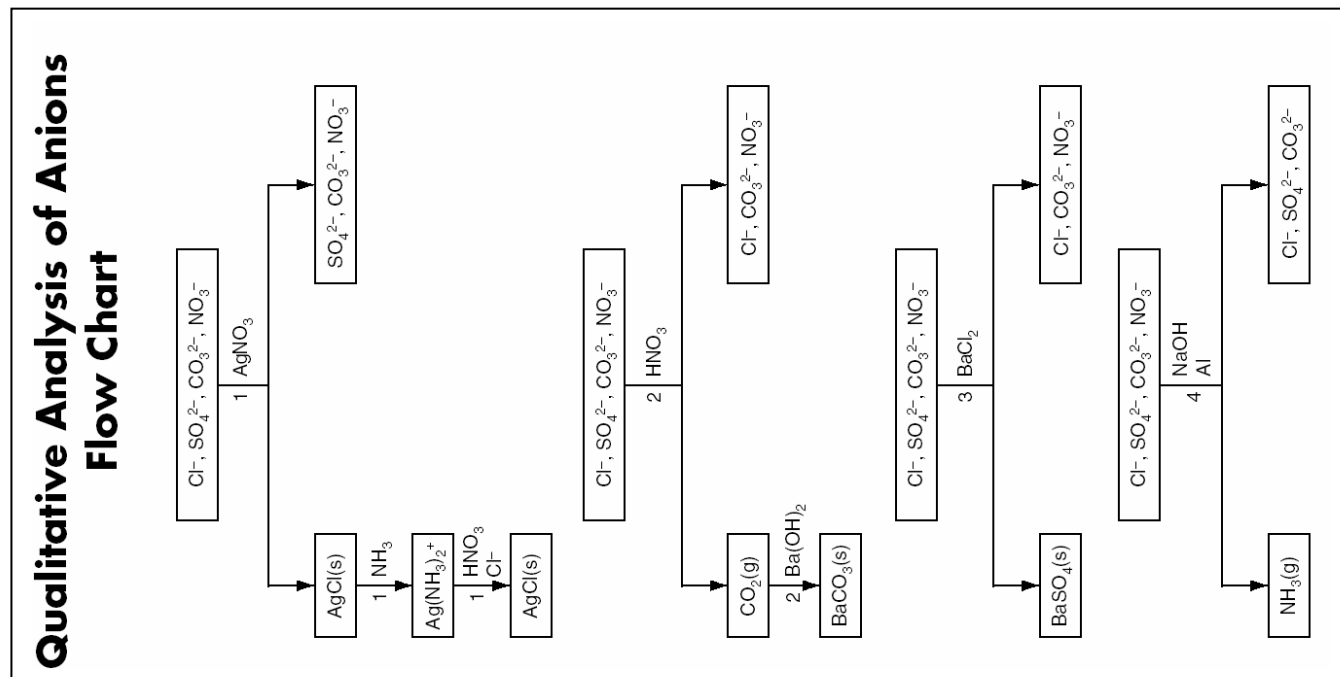 Qualitative Analysis of Anions
Flow Chart
Cl⁻, SO₄²⁻, CO₃²⁻, NO₃⁻
1 AgNO₃
AgCl(s)
SO₄²⁻, CO₃²⁻, NO₃⁻
1 NH₃
Ag(NH₃)₂⁺
1 HNO₃
Cl⁻
AgCl(s)
Cl⁻, SO₄²⁻, CO₃²⁻, NO₃⁻
2 HNO₃
CO₂(g)
Cl⁻, CO₃²⁻, NO₃⁻
2 Ba(OH)₂
BaCO₃(s)
Cl⁻, SO₄²⁻, CO₃²⁻, NO₃⁻
3 BaCl₂
BaSO₄(s)
Cl⁻, CO₃²⁻, NO₃⁻
Cl⁻, SO₄²⁻, CO₃²⁻, NO₃⁻
4 NaOH
Al
NH₃(g)
Cl⁻, SO₄²⁻, CO₃²⁻